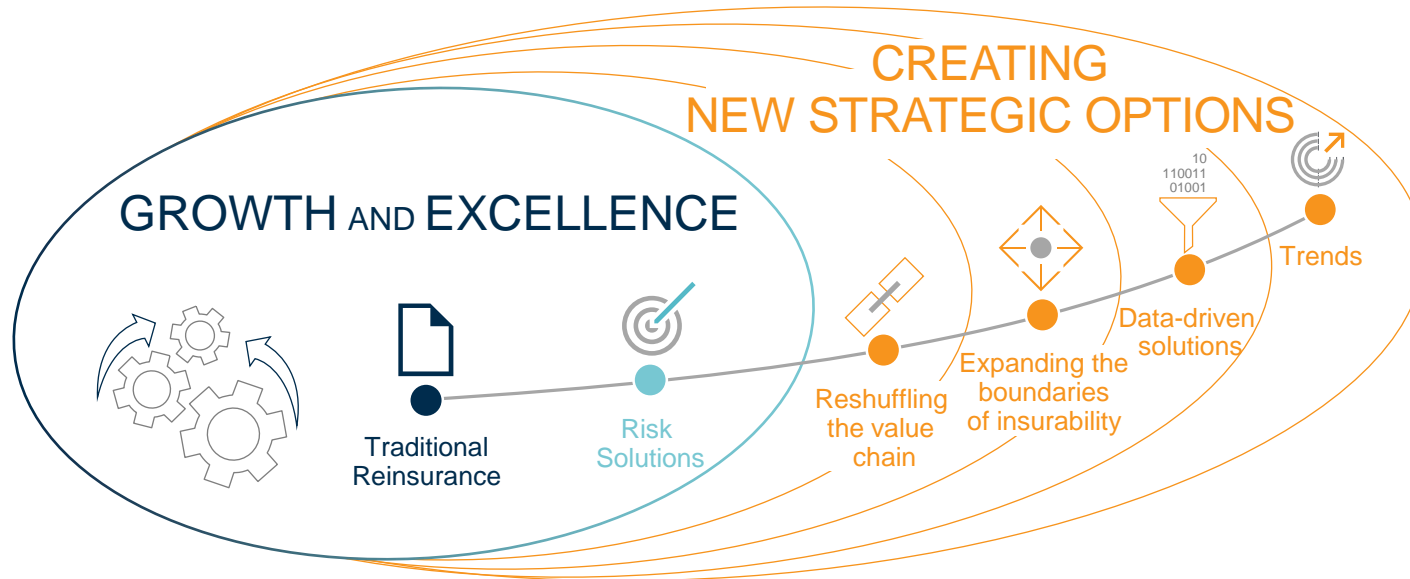 CREATING
NEW STRATEGIC OPTIONS
GROWTH AND EXCELLENCE
10
110011
01001
Traditional
Reinsurance
Risk
Solutions
Reshuffling
the value
chain
Expanding the
boundaries
of insurability
Data-driven
solutions
Trends